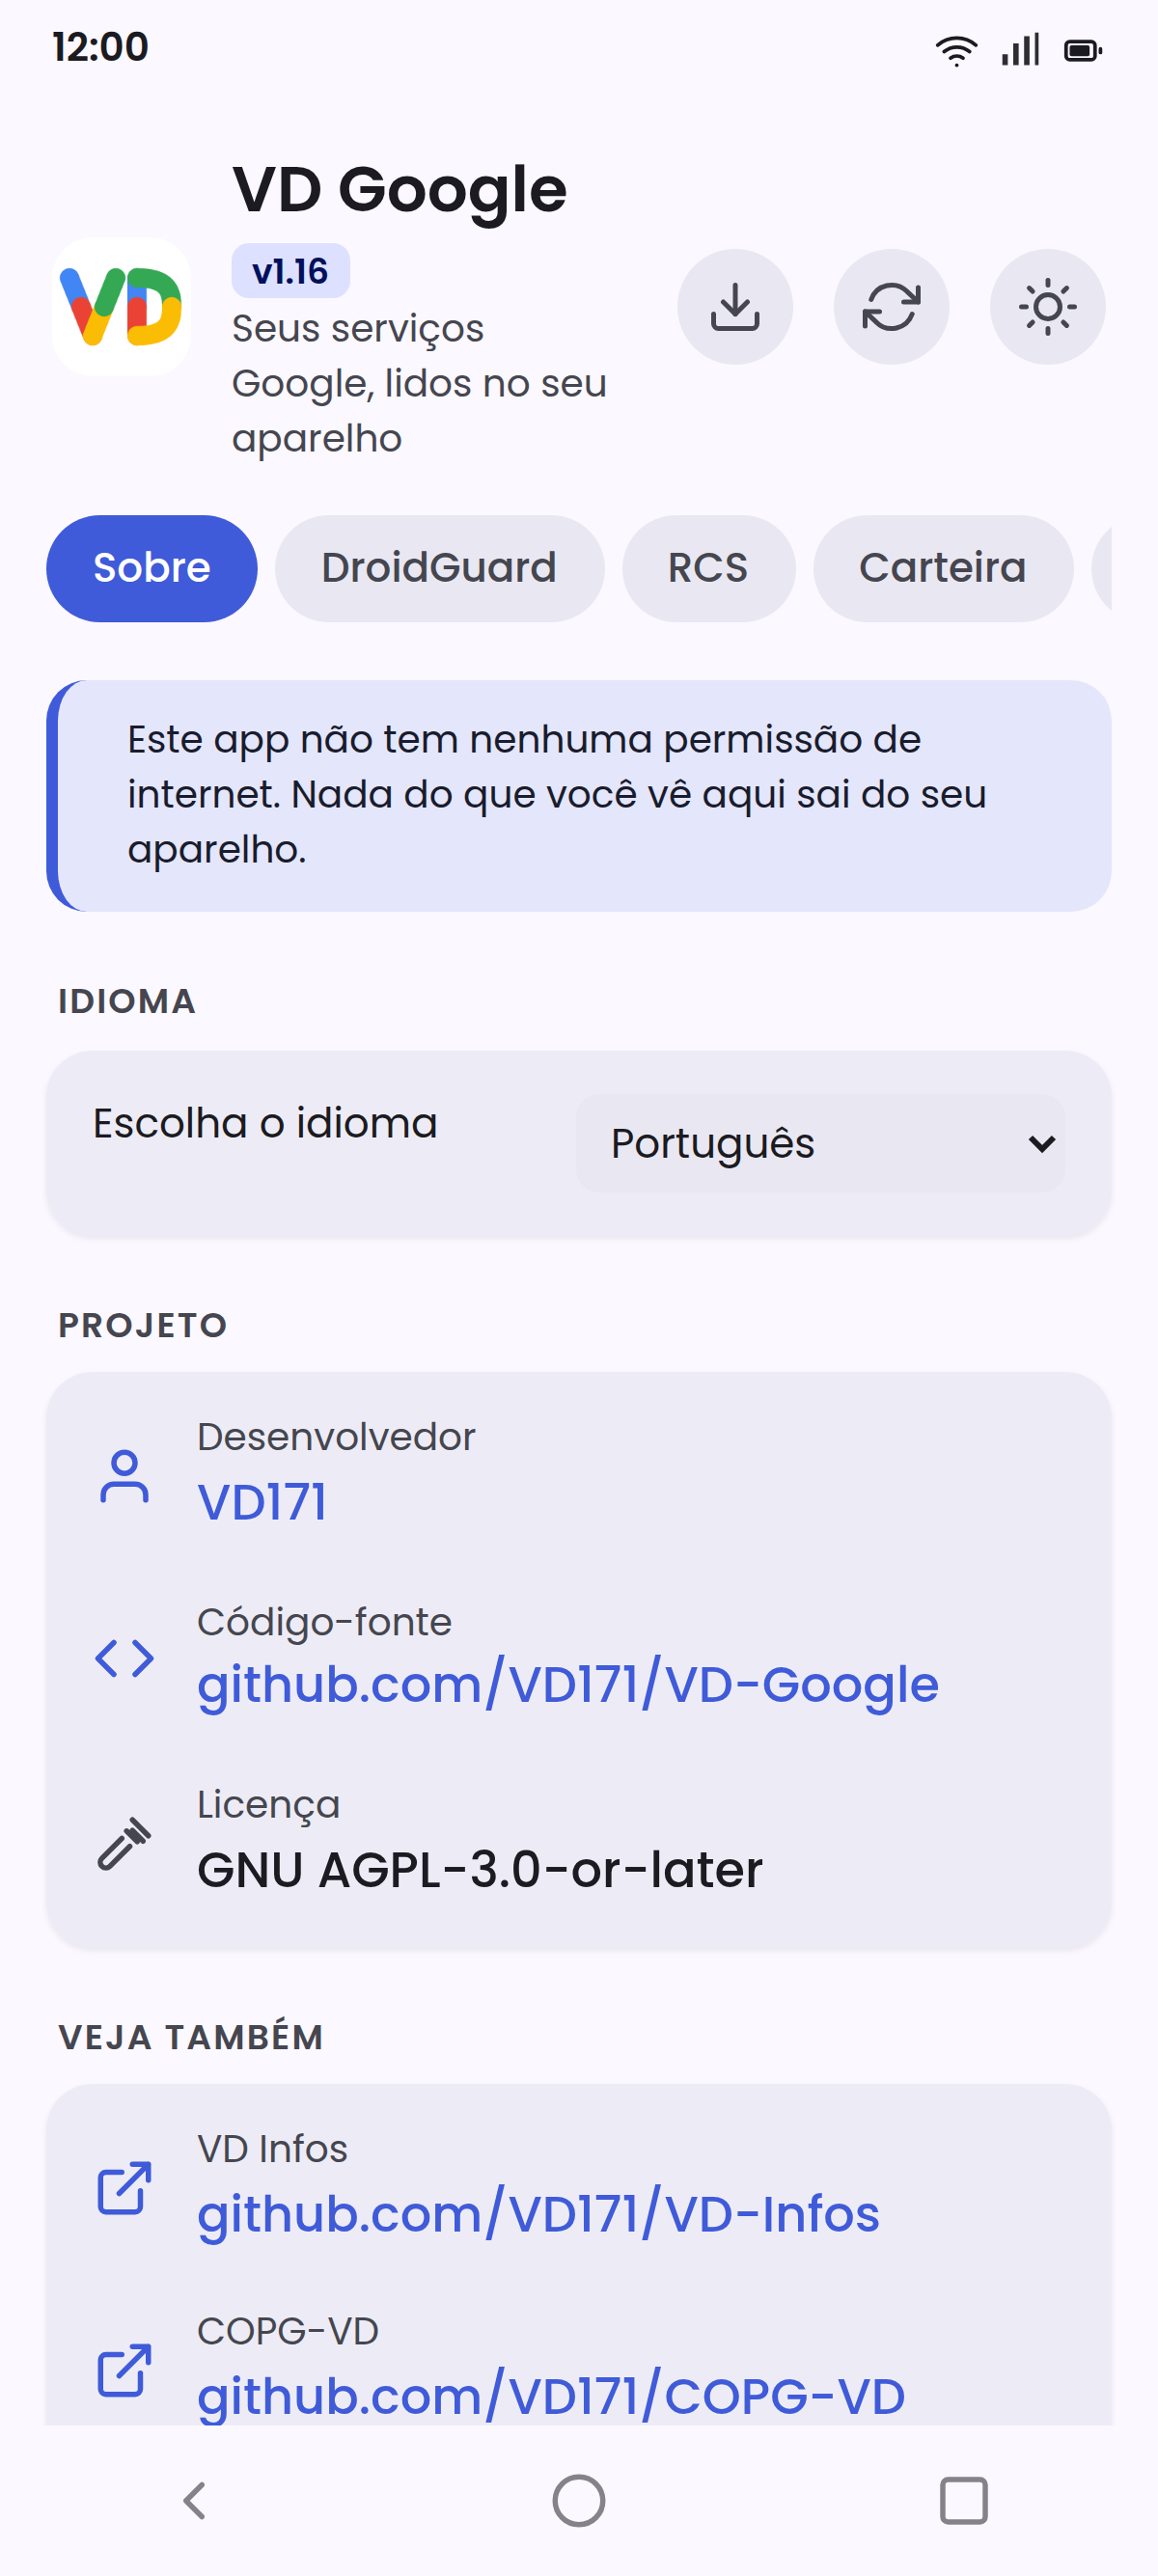 12:00
VD Google
VD
v1.16
Seus serviços
Google, lidos no seu
aparelho
Sobre
DroidGuard
RCS
Carteira
Este app não tem nenhuma permissão de
internet. Nada do que você vê aqui sai do seu
aparelho.
IDIOMA
Escolha o idioma
Português
PROJETO
Desenvolvedor
VD171
Código-fonte
github.com/VD171/VD-Google
Licença
GNU AGPL-3.0-or-later
VEJA TAMBÉM
VD Infos
github.com/VD171/VD-Infos
COPG-VD
github.com/VD171/COPG-VD